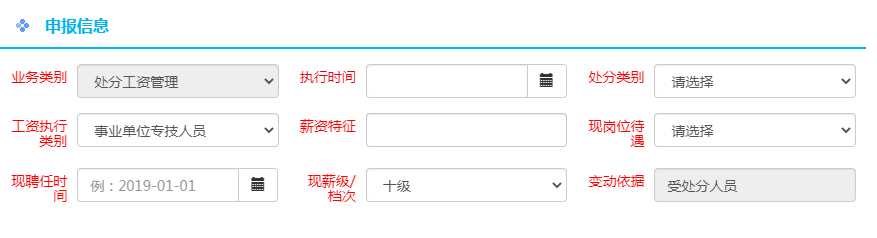 申报信息
业务类别 处分工资管理 执行时间 处分类别 请选择
工资执行类别 事业单位专技人员 薪资特征 现岗位待遇 请选择
现聘任时间 例：2019-01-01 现薪级/档次 十级 变动依据 受处分人员